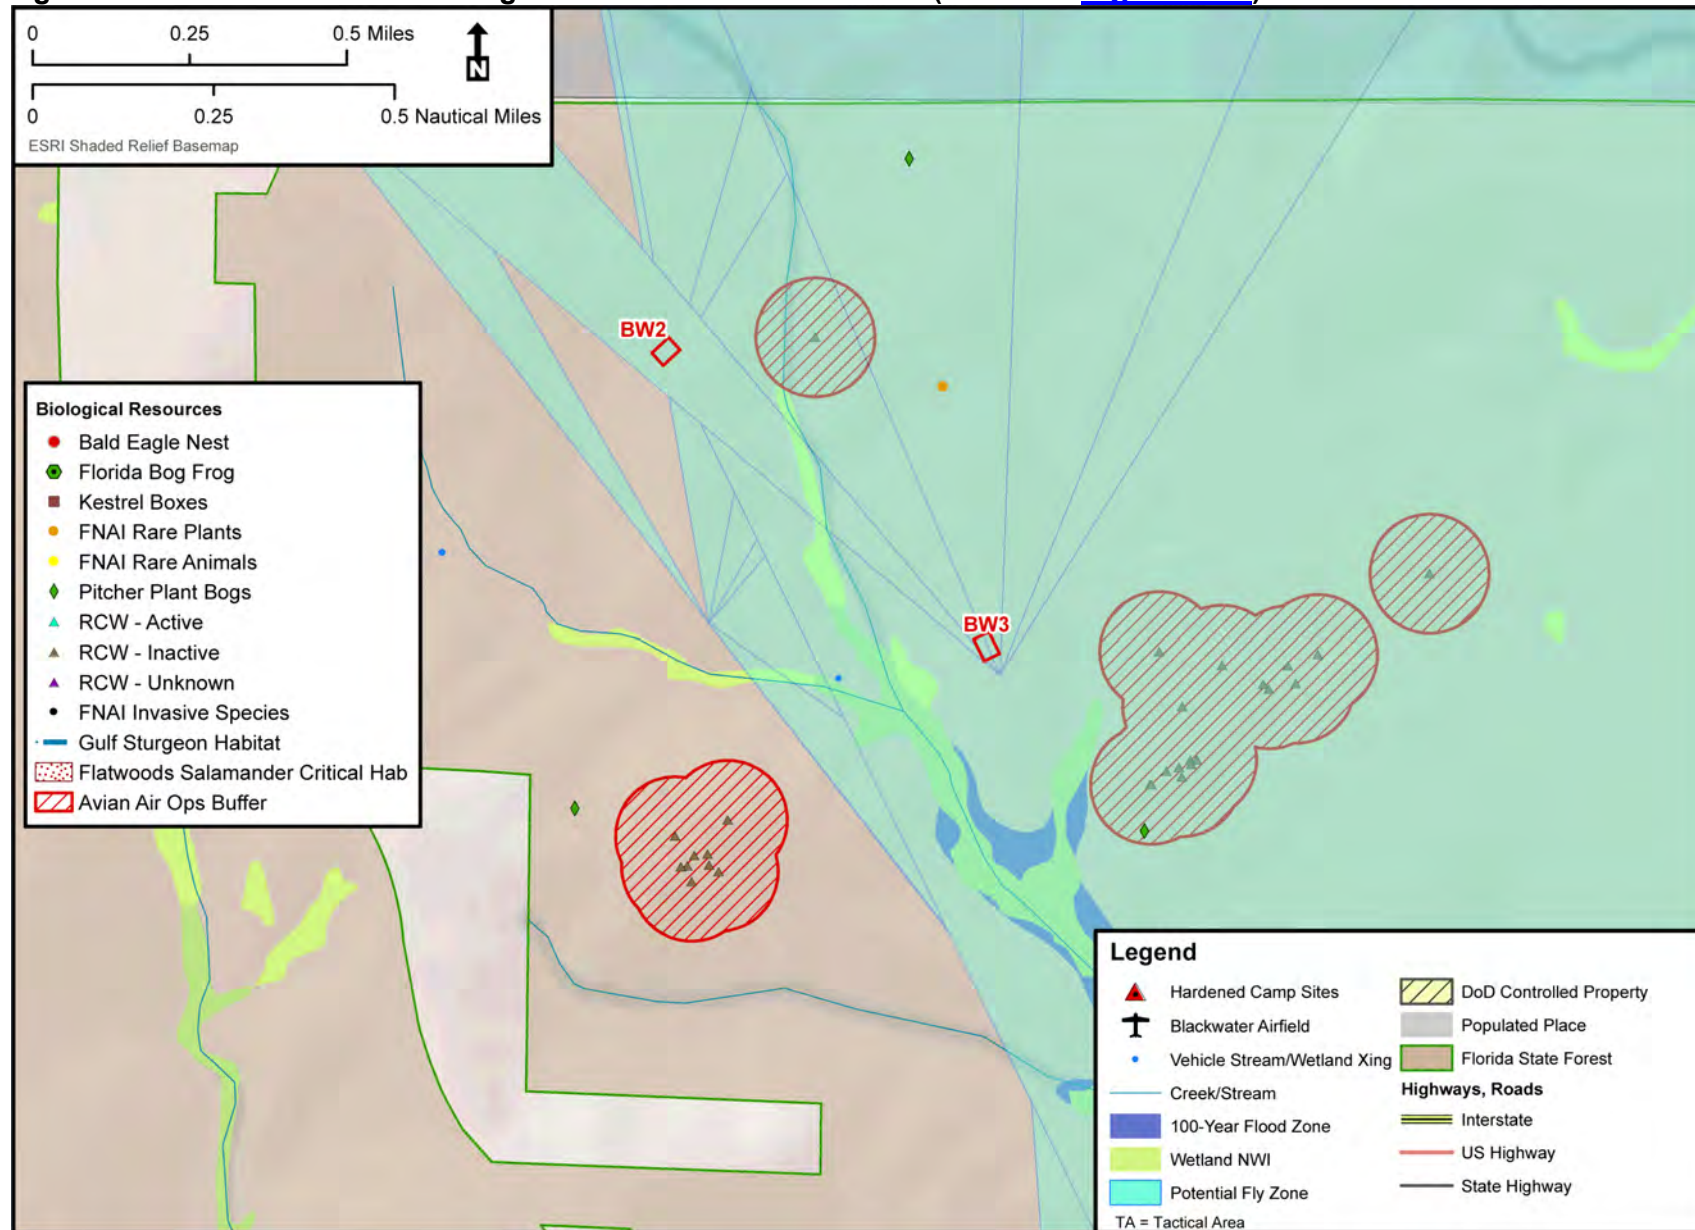 0 0.25 0.5 Miles
N
0 0.25 0.5 Nautical Miles
ESRI Shaded Relief Basemap
BW2
BW3
Biological Resources
Bald Eagle Nest
Florida Bog Frog
Kestrel Boxes
FNAI Rare Plants
FNAI Rare Animals
Pitcher Plant Bogs
RCW - Active
RCW - Inactive
RCW - Unknown
FNAI Invasive Species
Gulf Sturgeon Habitat
Flatwoods Salamander Critical Hab
Avian Air Ops Buffer
Legend
Hardened Camp Sites
Blackwater Airfield
Vehicle Stream/Wetland Xing
Creek/Stream
100-Year Flood Zone
Wetland NWI
Potential Fly Zone
TA = Tactical Area
DoD Controlled Property
Populated Place
Florida State Forest
Highways, Roads
Interstate
US Highway
State Highway